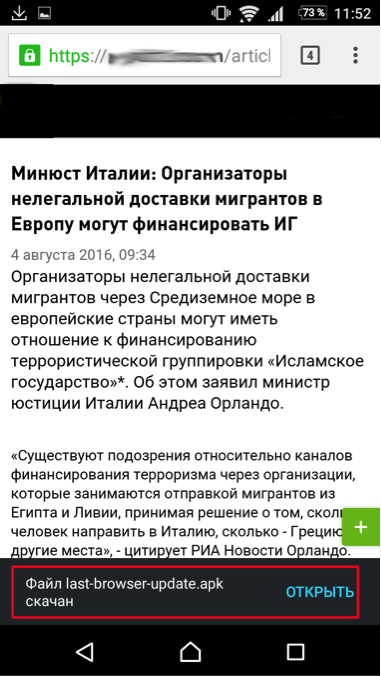 73 % 11:52
https:// /articl 4
Минюст Италии: Организаторы
нелегальной доставки мигрантов в
Европу могут финансировать ИГ
4 августа 2016, 09:34
Организаторы нелегальной доставки
мигрантов через Средиземное море в
европейские страны могут иметь
отношение к финансированию
террористической группировки «Исламское
государство»*. Об этом заявил министр
юстиции Италии Андреа Орландо.
«Существуют подозрения относительно каналов
финансирования терроризма через организации,
которые занимаются отправкой мигрантов из
Египта и Ливии, принимая решение о том,
человек направить в Италию, сколько - Грецию
другие места», - цитирует РИА Новости Орландо.
+
Файл last-browser-update.apk
скачан
ОТКРЫТЬ